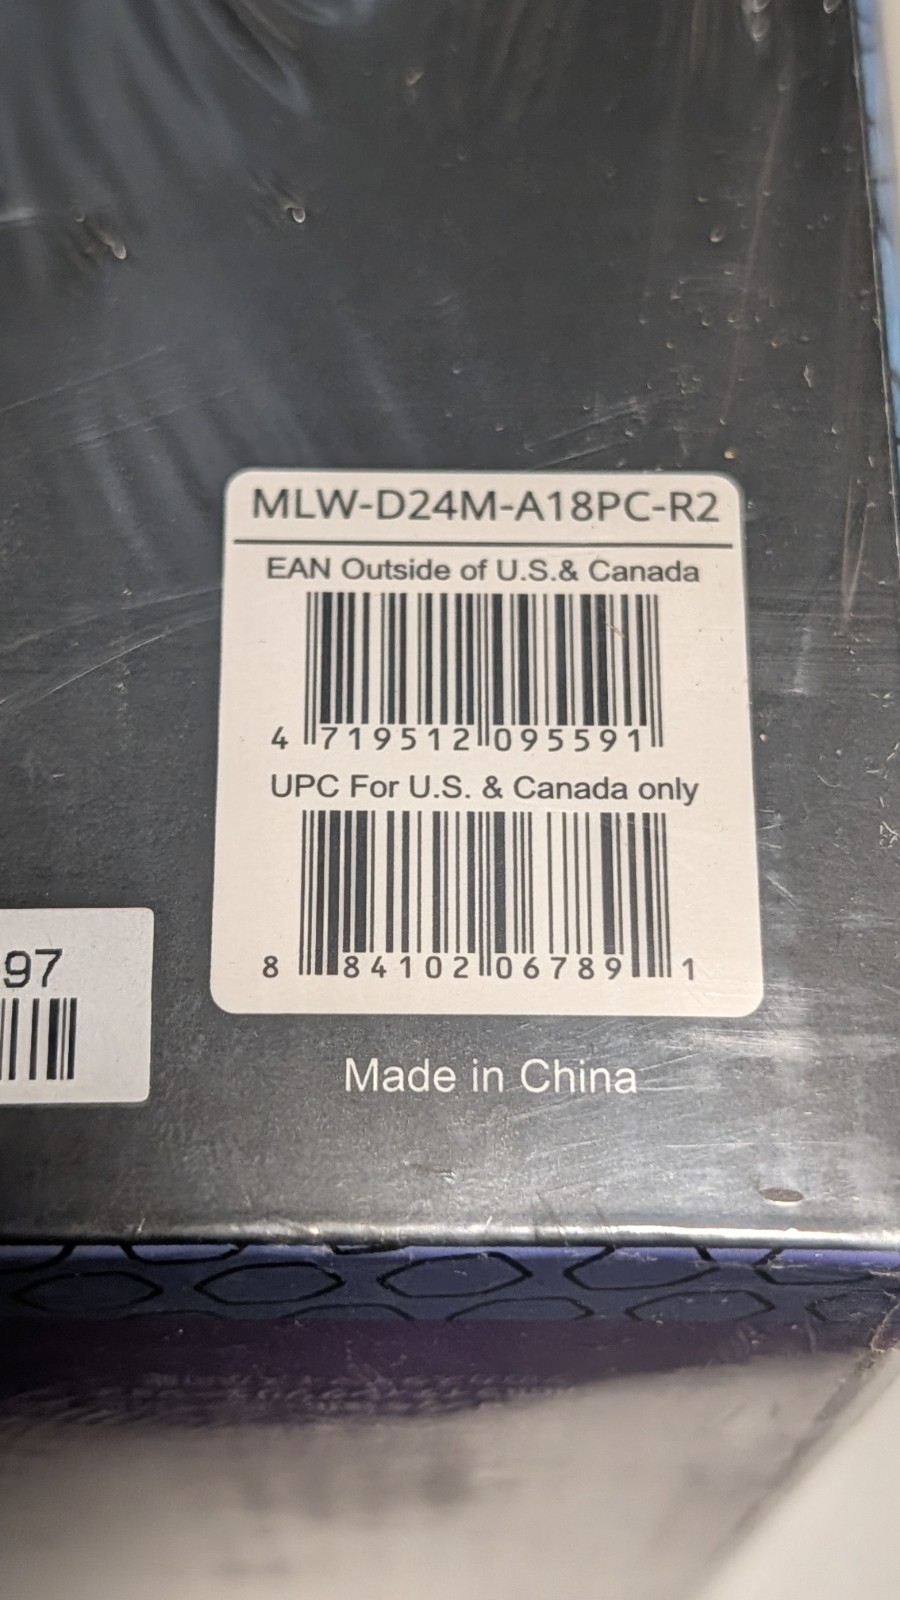 MLW-D24M-A18PC-R2
EAN Outside of U.S.& Canada
4 719512 095591
UPC For U.S. & Canada only
8 84102 06789 1
97
Made in China